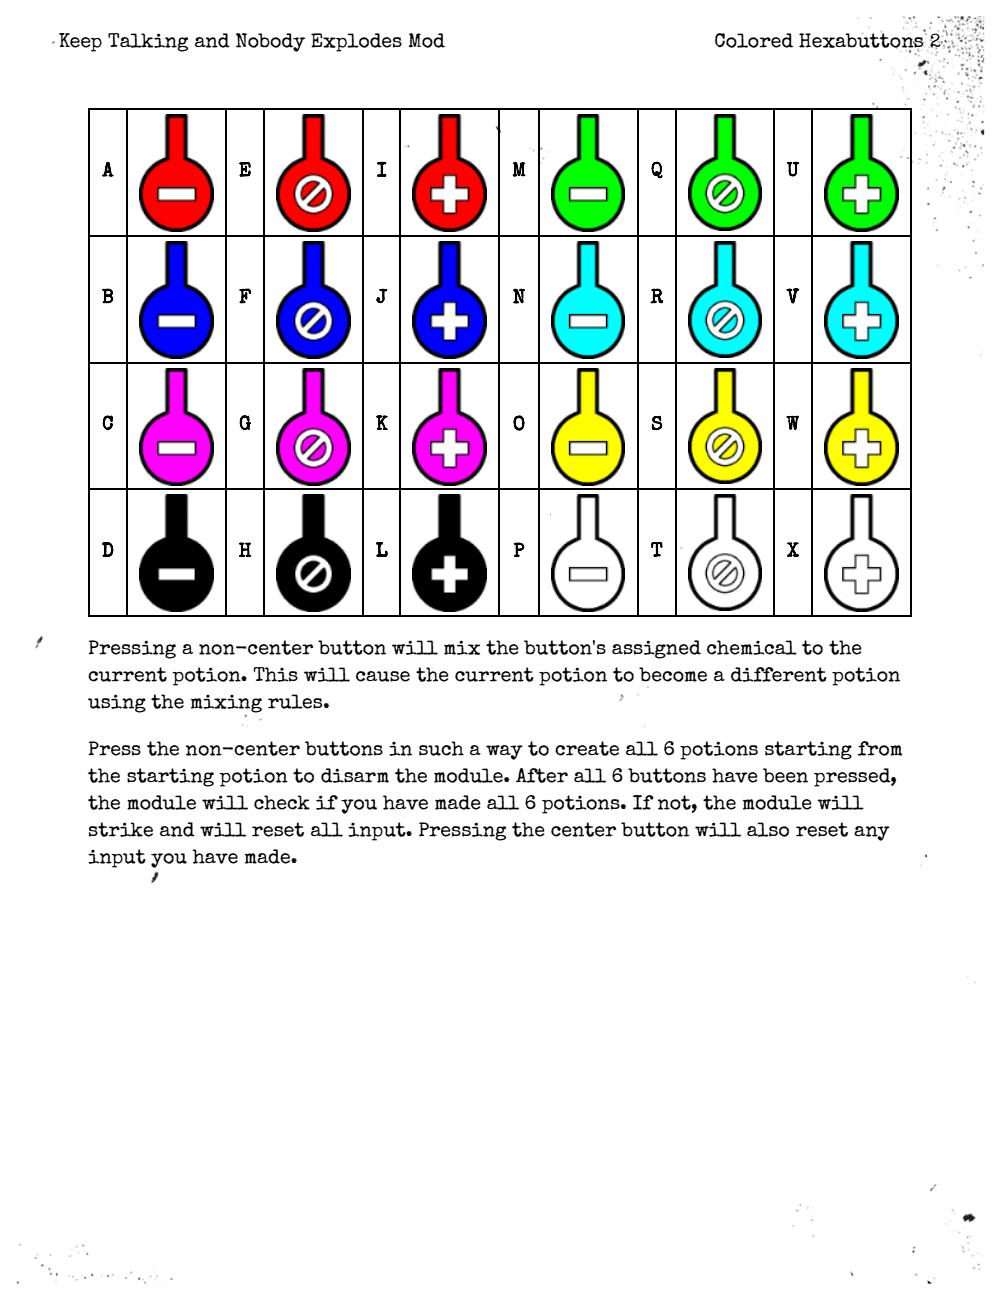 Keep Talking and Nobody Explodes Mod
Colored Hexabuttons 2
A E I M Q U
B F J N R V
C G K O S W
D H L P T X
Pressing a non-center button will mix the button's assigned chemical to the
current potion. This will cause the current potion to become a different potion
using the mixing rules.
Press the non-center buttons in such a way to create all 6 potions starting from
the starting potion to disarm the module. After all 6 buttons have been pressed,
the module will check if you have made all 6 potions. If not, the module will
strike and will reset all input. Pressing the center button will also reset any
input you have made.